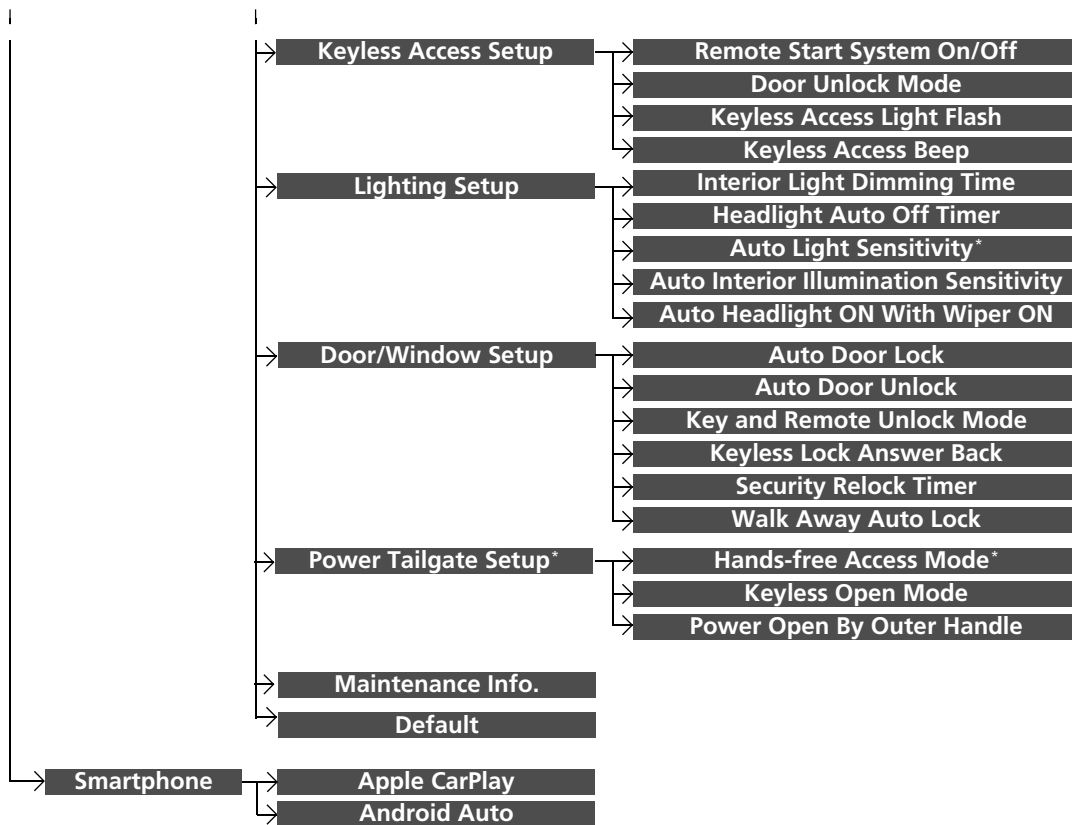 Keyless Access Setup
Remote Start System On/Off
Door Unlock Mode
Keyless Access Light Flash
Keyless Access Beep
Lighting Setup
Interior Light Dimming Time
Headlight Auto Off Timer
Auto Light Sensitivity*
Auto Interior Illumination Sensitivity
Auto Headlight ON With Wiper ON
Door/Window Setup
Auto Door Lock
Auto Door Unlock
Key and Remote Unlock Mode
Keyless Lock Answer Back
Security Relock Timer
Walk Away Auto Lock
Power Tailgate Setup*
Hands-free Access Mode*
Keyless Open Mode
Power Open By Outer Handle
Maintenance Info.
Default
Smartphone
Apple CarPlay
Android Auto